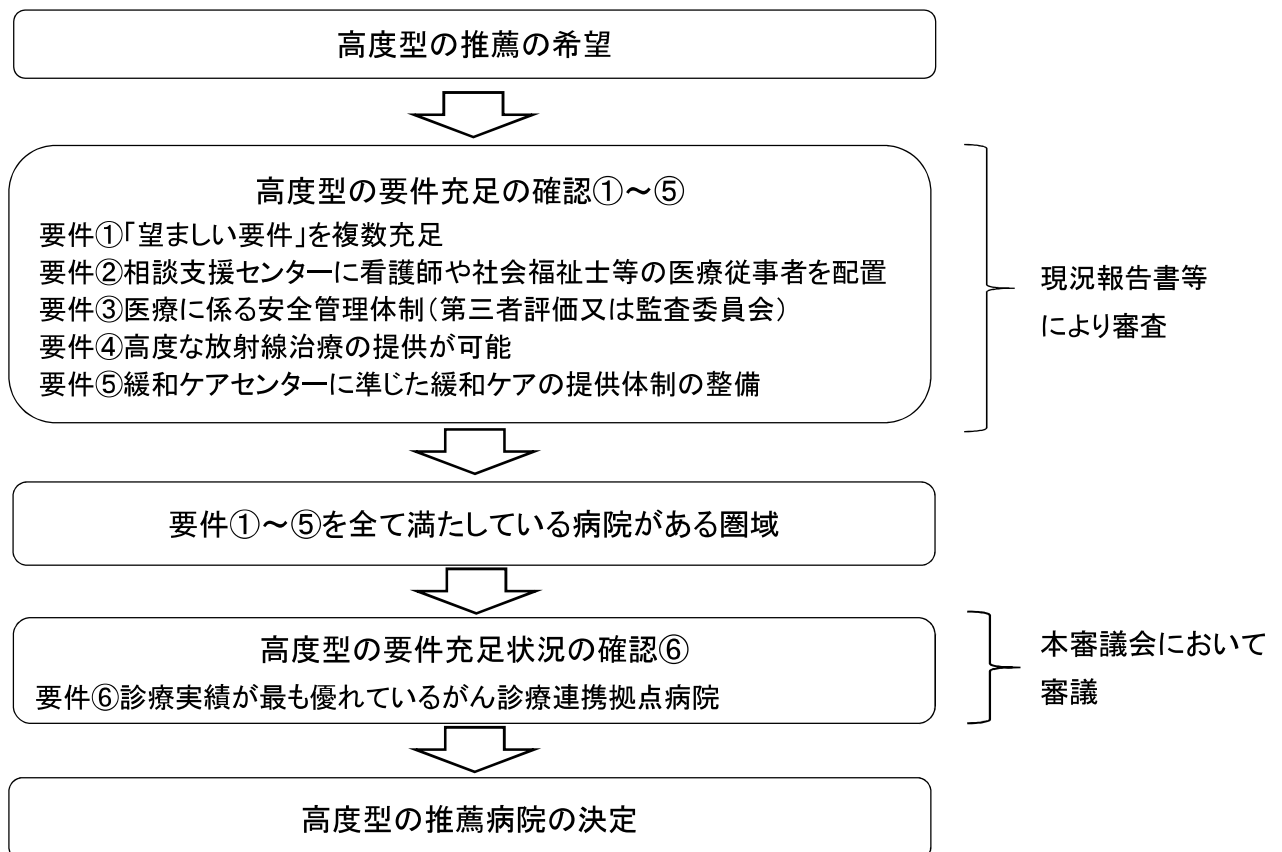 高度型の推薦の希望
高度型の要件充足の確認①～⑤
要件①「望ましい要件」を複数充足
要件②相談支援センターに看護師や社会福祉士等の医療従事者を配置
要件③医療に係る安全管理体制（第三者評価又は監査委員会）
要件④高度な放射線治療の提供が可能
要件⑤緩和ケアセンターに準じた緩和ケアの提供体制の整備
現況報告書等
により審査
要件①～⑤を全て満たしている病院がある圏域
高度型の要件充足状況の確認⑥
要件⑥診療実績が最も優れているがん診療連携拠点病院
本審議会において
審議
高度型の推薦病院の決定